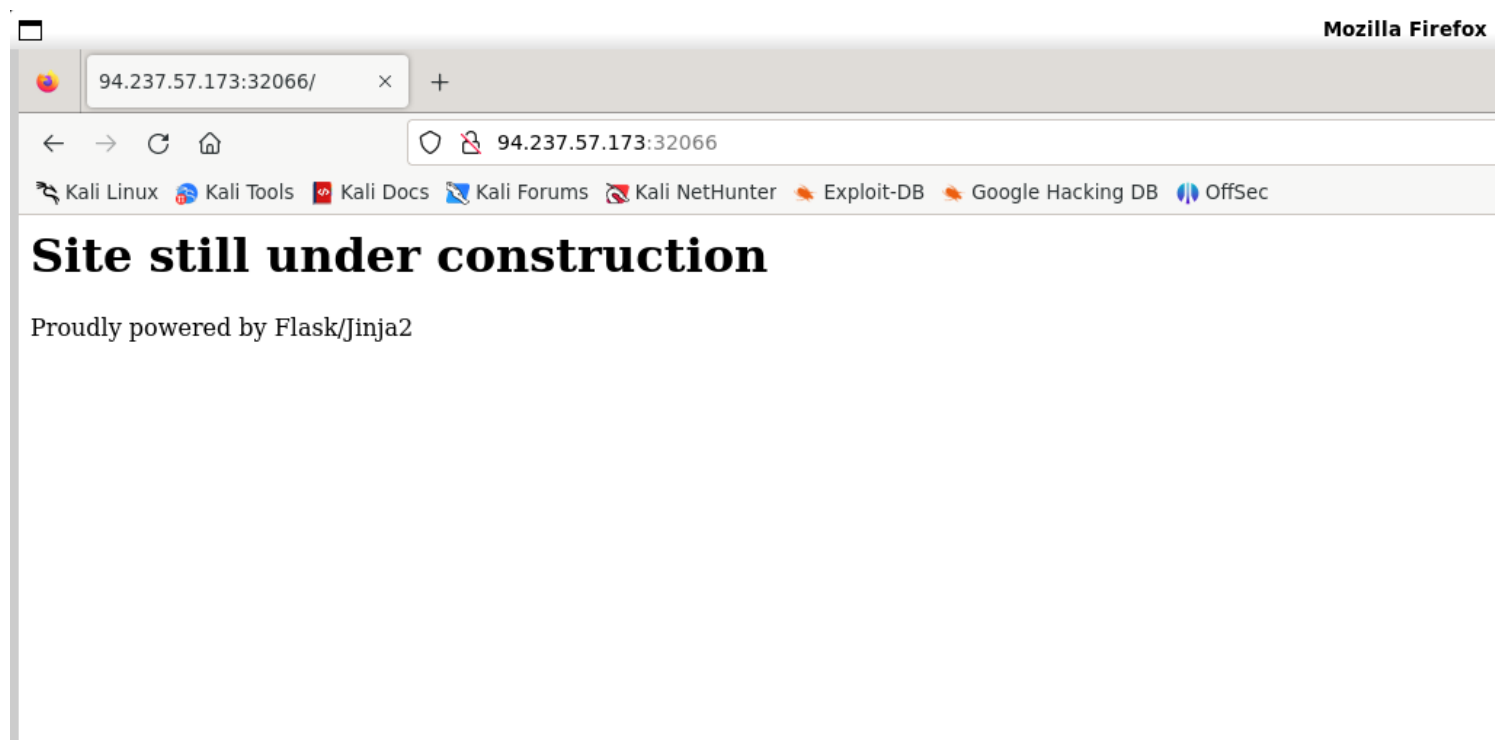 Mozilla Firefox
94.237.57.173:32066/
94.237.57.173:32066
Kali Linux Kali Tools Kali Docs Kali Forums Kali NetHunter Exploit-DB Google Hacking DB OffSec
Site still under construction
Proudly powered by Flask/Jinja2